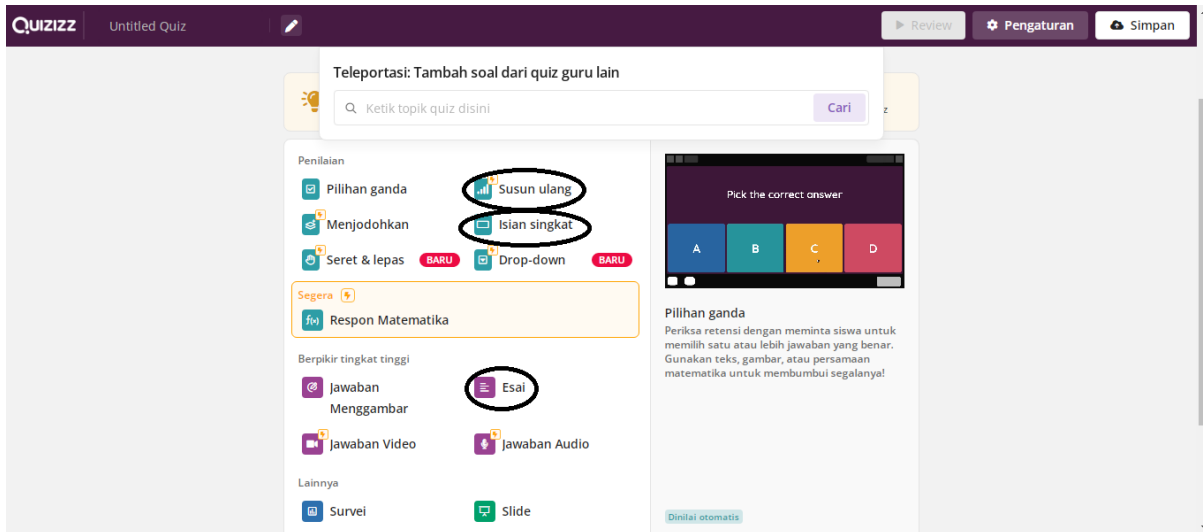 QUIZIZZ
Untitled Quiz
Review
Pengaturan
Simpan
Teleportasi: Tambah soal dari quiz guru lain
Ketik topik quiz disini
Cari
z
Penilaian
Pilihan ganda
Susun ulang
Menjodohkan
Isian singkat
Seret & lepas
BARU
Drop-down
BARU
Segera
f(x)
Respon Matematika
Berpikir tingkat tinggi
Jawaban
Menggambar
Esai
Jawaban Video
Jawaban Audio
Lainnya
Survei
Slide
Pick the correct answer
A
B
C
D
Pilihan ganda
Periksa retensi dengan meminta siswa untuk
memilih satu atau lebih jawaban yang benar.
Gunakan teks, gambar, atau persamaan
matematika untuk membumbui segalanya!
Dinilai otomatis